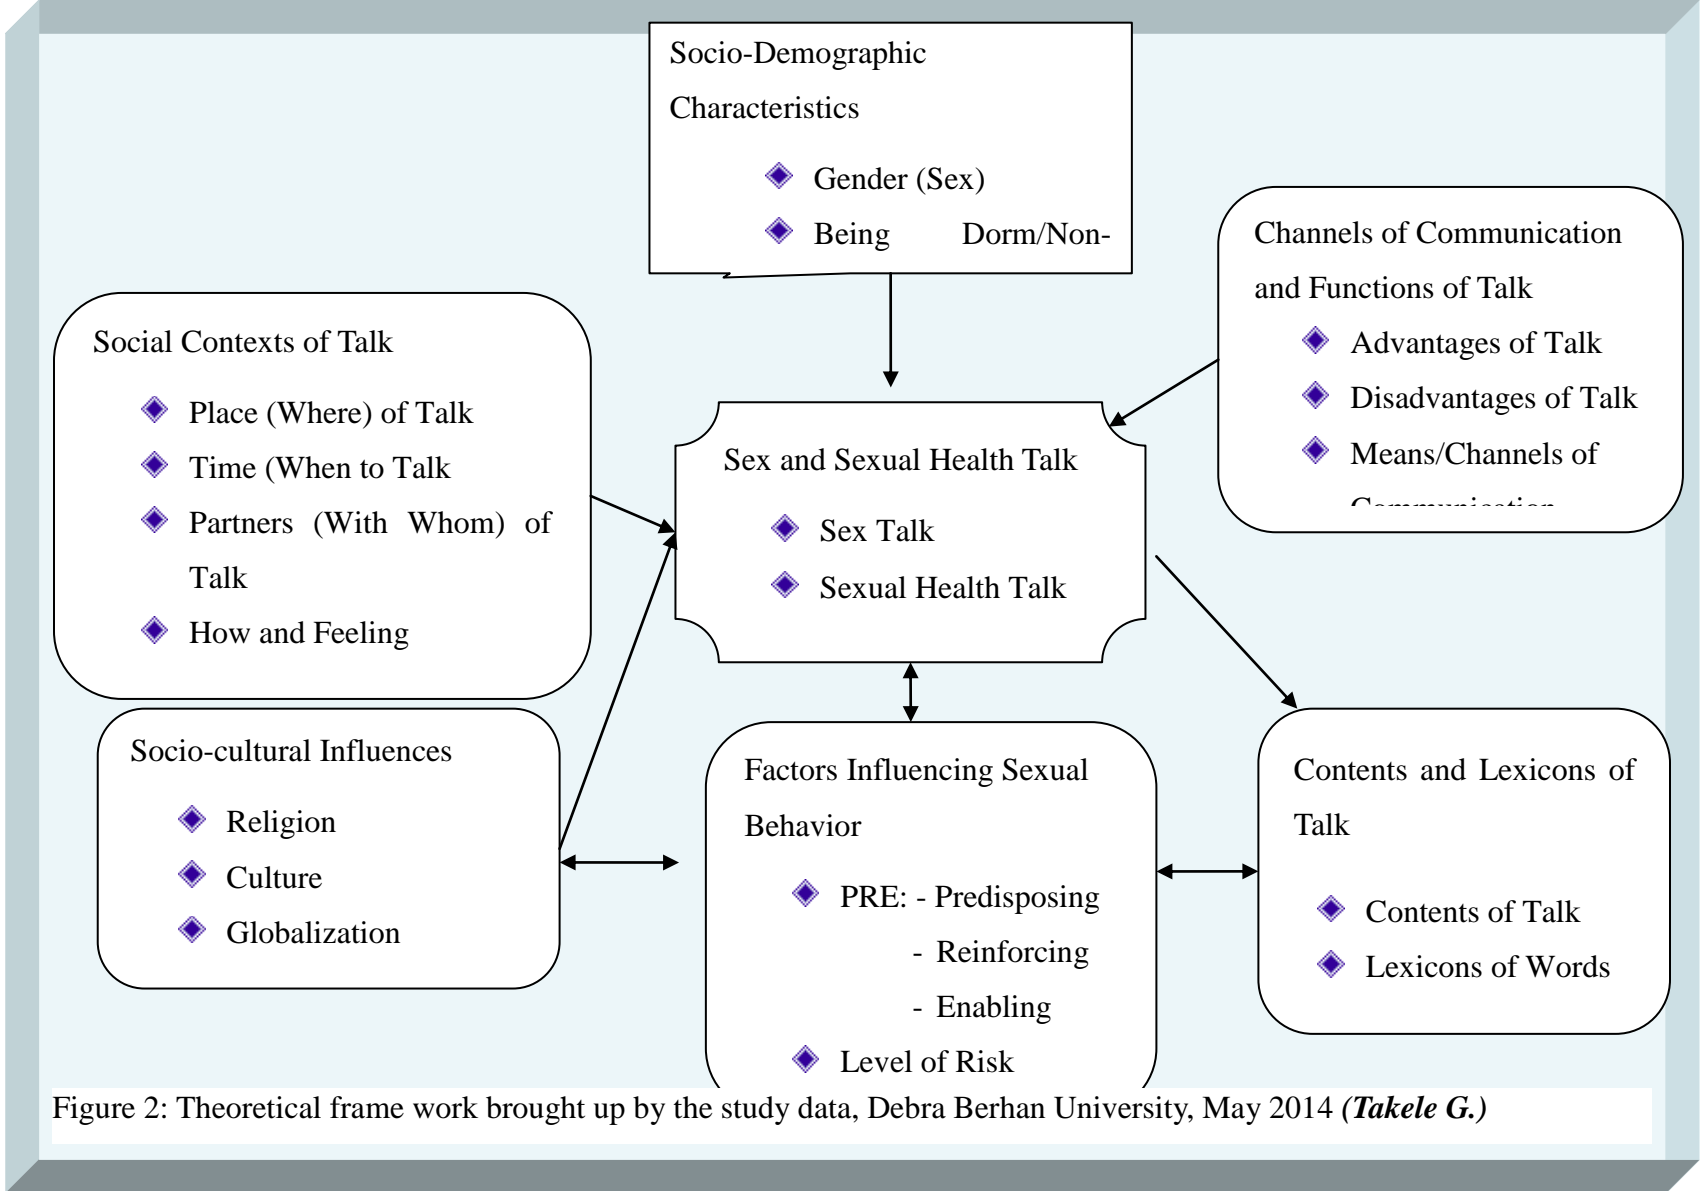 Socio-Demographic
Characteristics
Gender (Sex)
Being Dorm/Non-
Channels of Communication
and Functions of Talk
Advantages of Talk
Disadvantages of Talk
Means/Channels of
Social Contexts of Talk
Place (Where) of Talk
Time (When to Talk
Partners (With Whom) of
Talk
How and Feeling
Sex and Sexual Health Talk
Sex Talk
Sexual Health Talk
Socio-cultural Influences
Religion
Culture
Globalization
Factors Influencing Sexual
Behavior
PRE: - Predisposing
- Reinforcing
- Enabling
Level of Risk
Contents and Lexicons of
Talk
Contents of Talk
Lexicons of Words
Figure 2: Theoretical frame work brought up by the study data, Debra Berhan University, May 2014 (Takele G.)